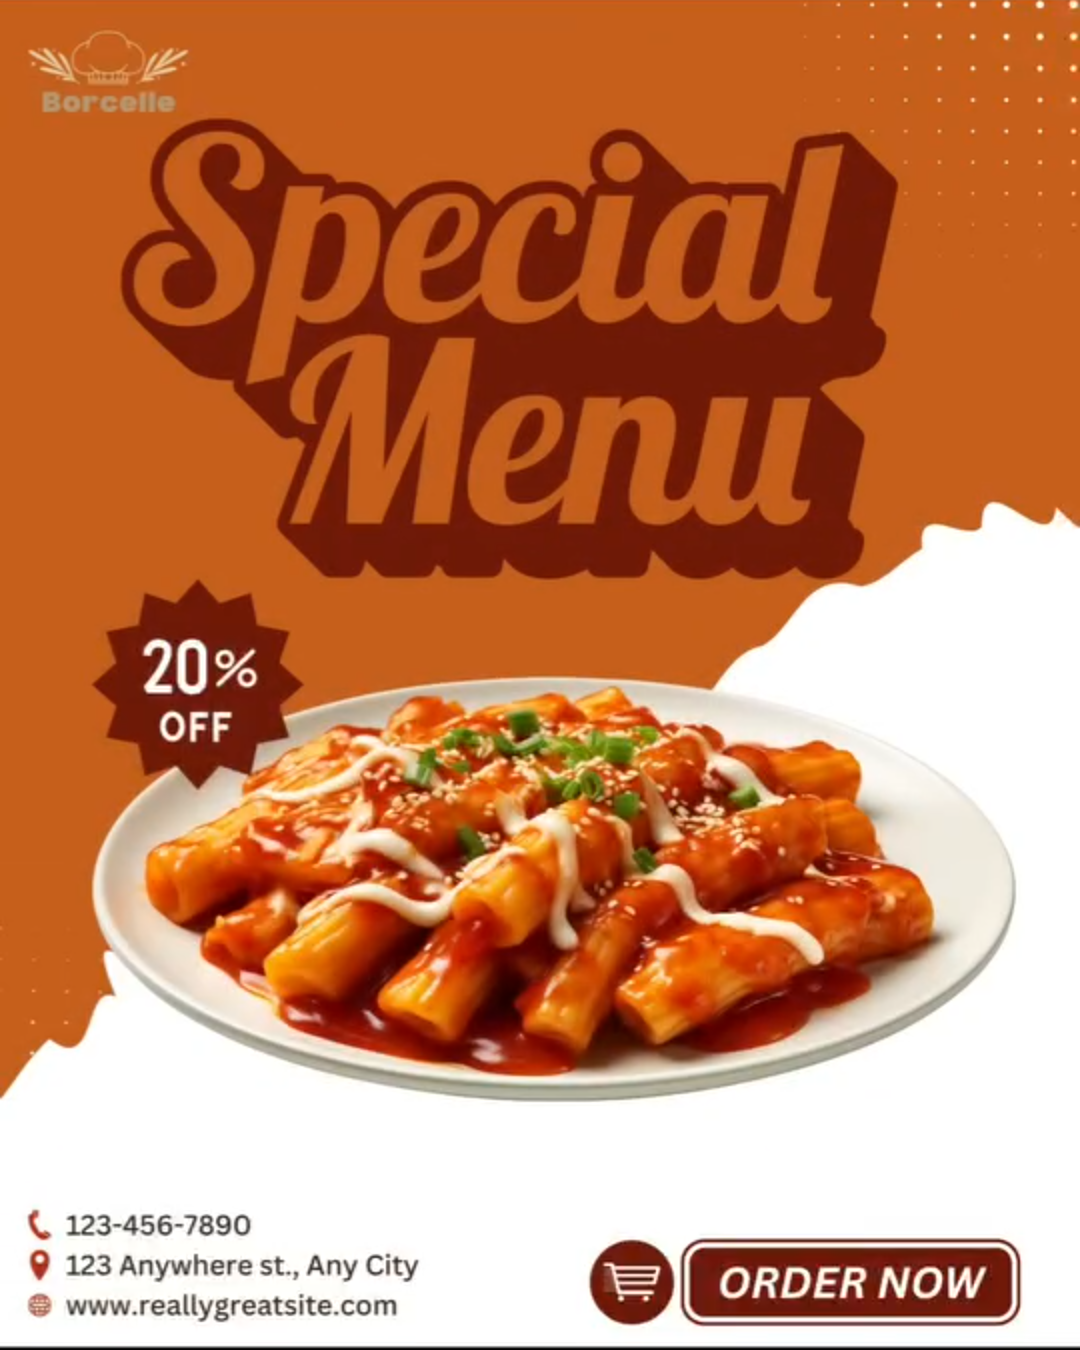 Borcelle
Special
Menu
20%
OFF
123-456-7890
123 Anywhere st., Any City
www.reallygreatsite.com
ORDER NOW